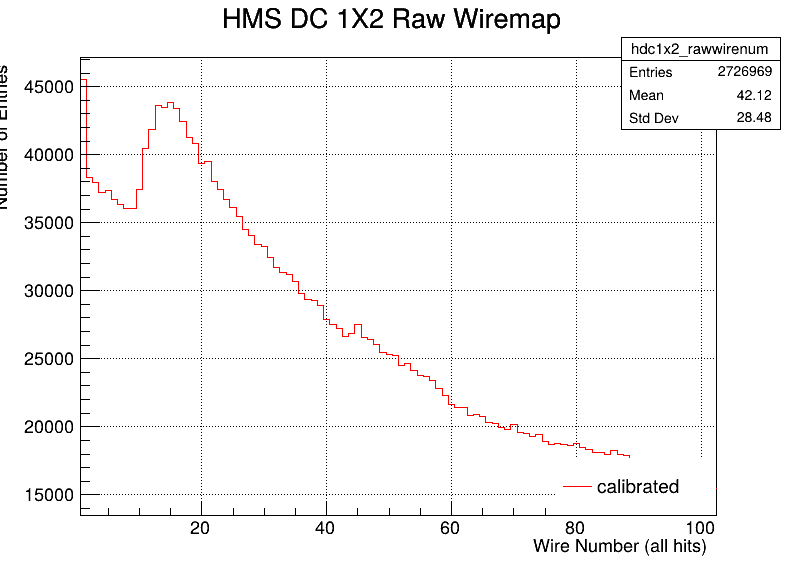 HMS DC 1X2 Raw Wiremap
hdc1x2_rawwirenum
Entries 2726969
Mean 42.12
Std Dev 28.48
Number of Entries
45000
40000
35000
30000
25000
20000
15000
calibrated
20 40 60 80 100
Wire Number (all hits)